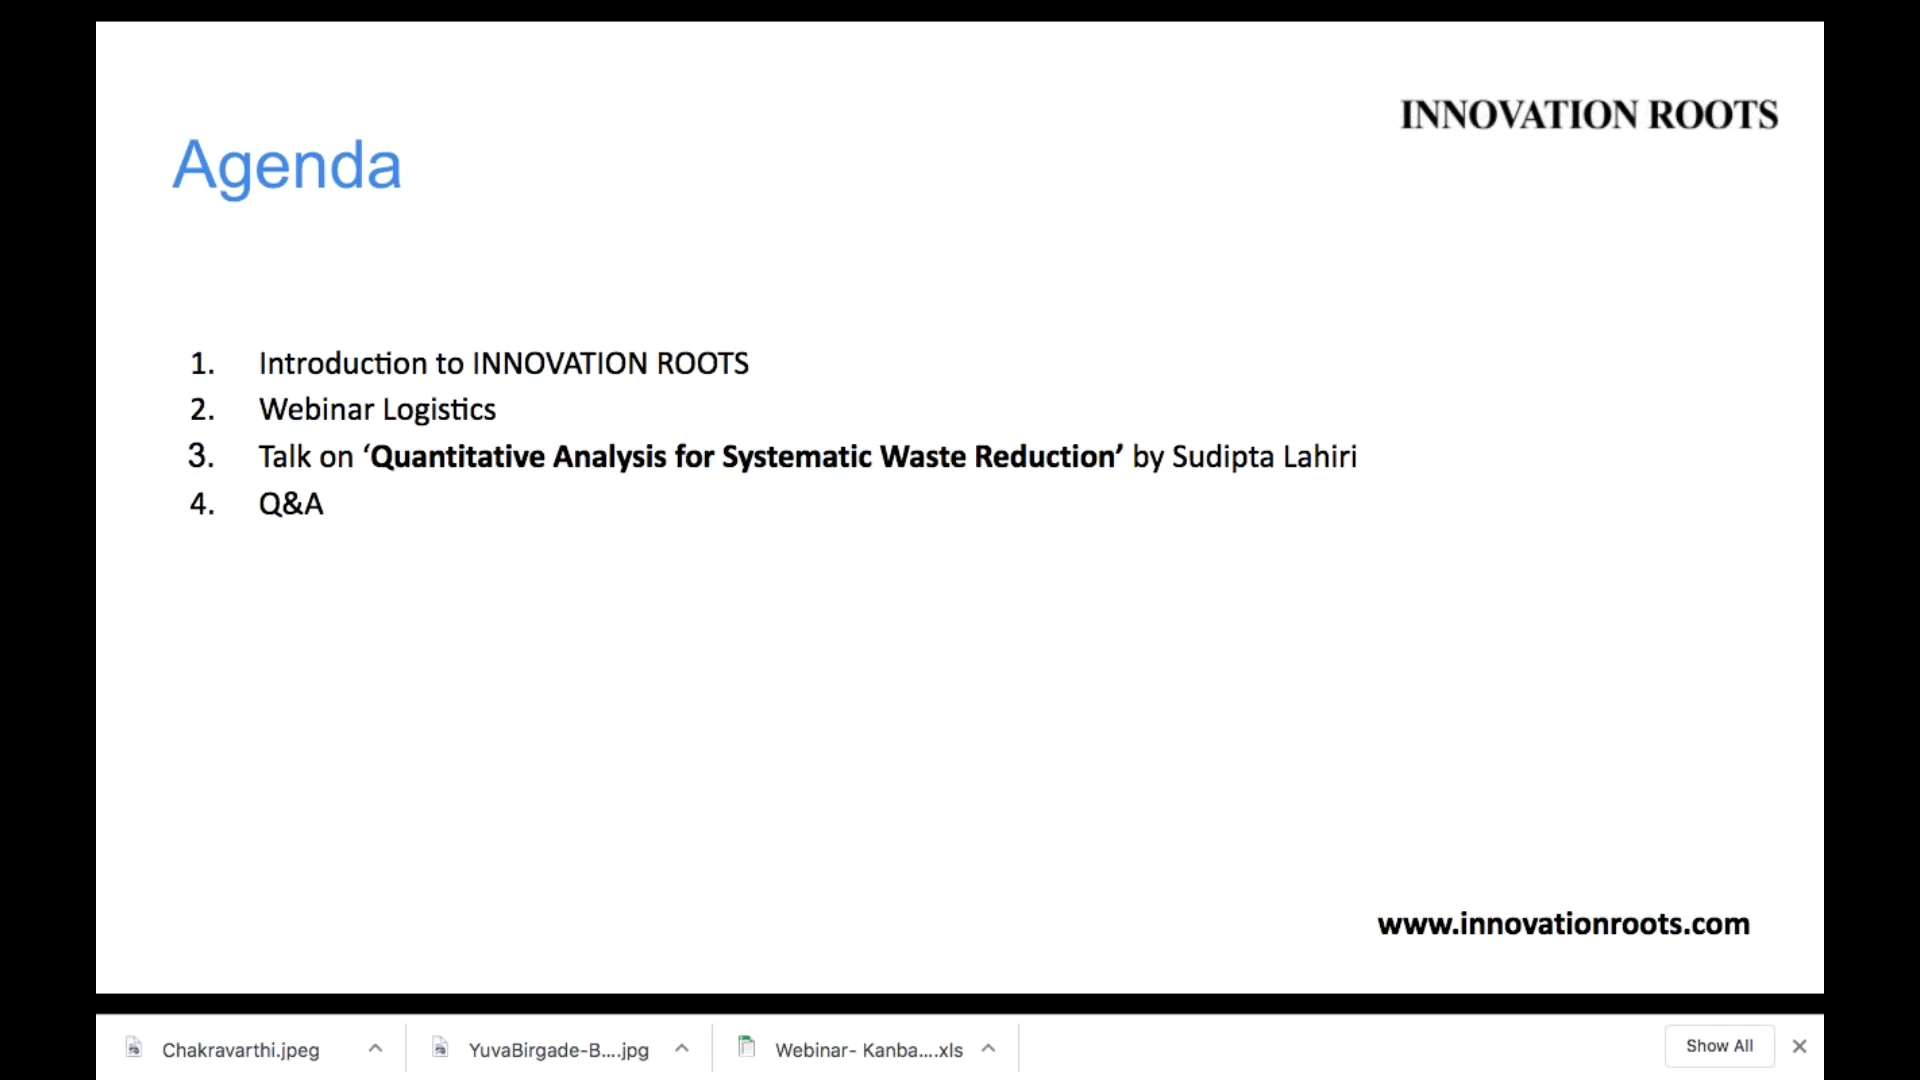 INNOVATION ROOTS
Agenda
1. Introduction to INNOVATION ROOTS
2. Webinar Logistics
3. Talk on ‘Quantitative Analysis for Systematic Waste Reduction’ by Sudipta Lahiri
4. Q&A
www.innovationroots.com
Chakravarthi.jpeg
YuvaBirgade-B....jpg
Webinar- Kanba....xls
Show All